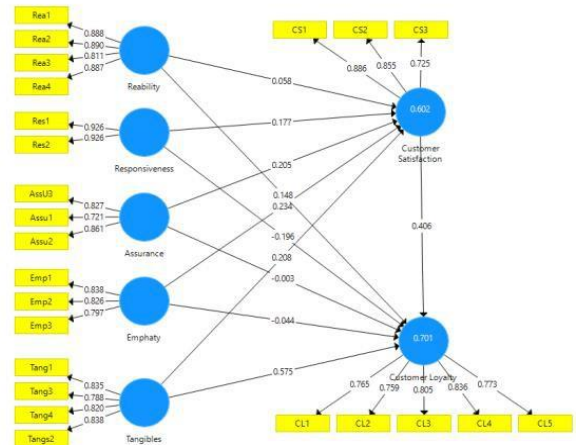 Rea1
Rea2
Rea3
Rea4
0.888
0.890
0.811
0.887
Reability
Res1
Res2
0.926
0.926
Responsiveness
AssU3
Assu1
Assu2
0.827
0.721
0.861
Assurance
Emp1
Emp2
Emp3
0.838
0.826
0.797
Emphaty
Tang1
Tang3
Tang4
Tangs2
0.835
0.788
0.820
0.838
Tangibles
CS1
CS2
CS3
0.886
0.855
0.725
0.602
Customer
Satisfaction
0.058
0.177
0.205
0.148
0.234
-0.196
0.208
-0.003
-0.044
0.575
0.406
0.701
Customer Loyalty
0.765
0.759
0.805
0.836
0.773
CL1
CL2
CL3
CL4
CL5